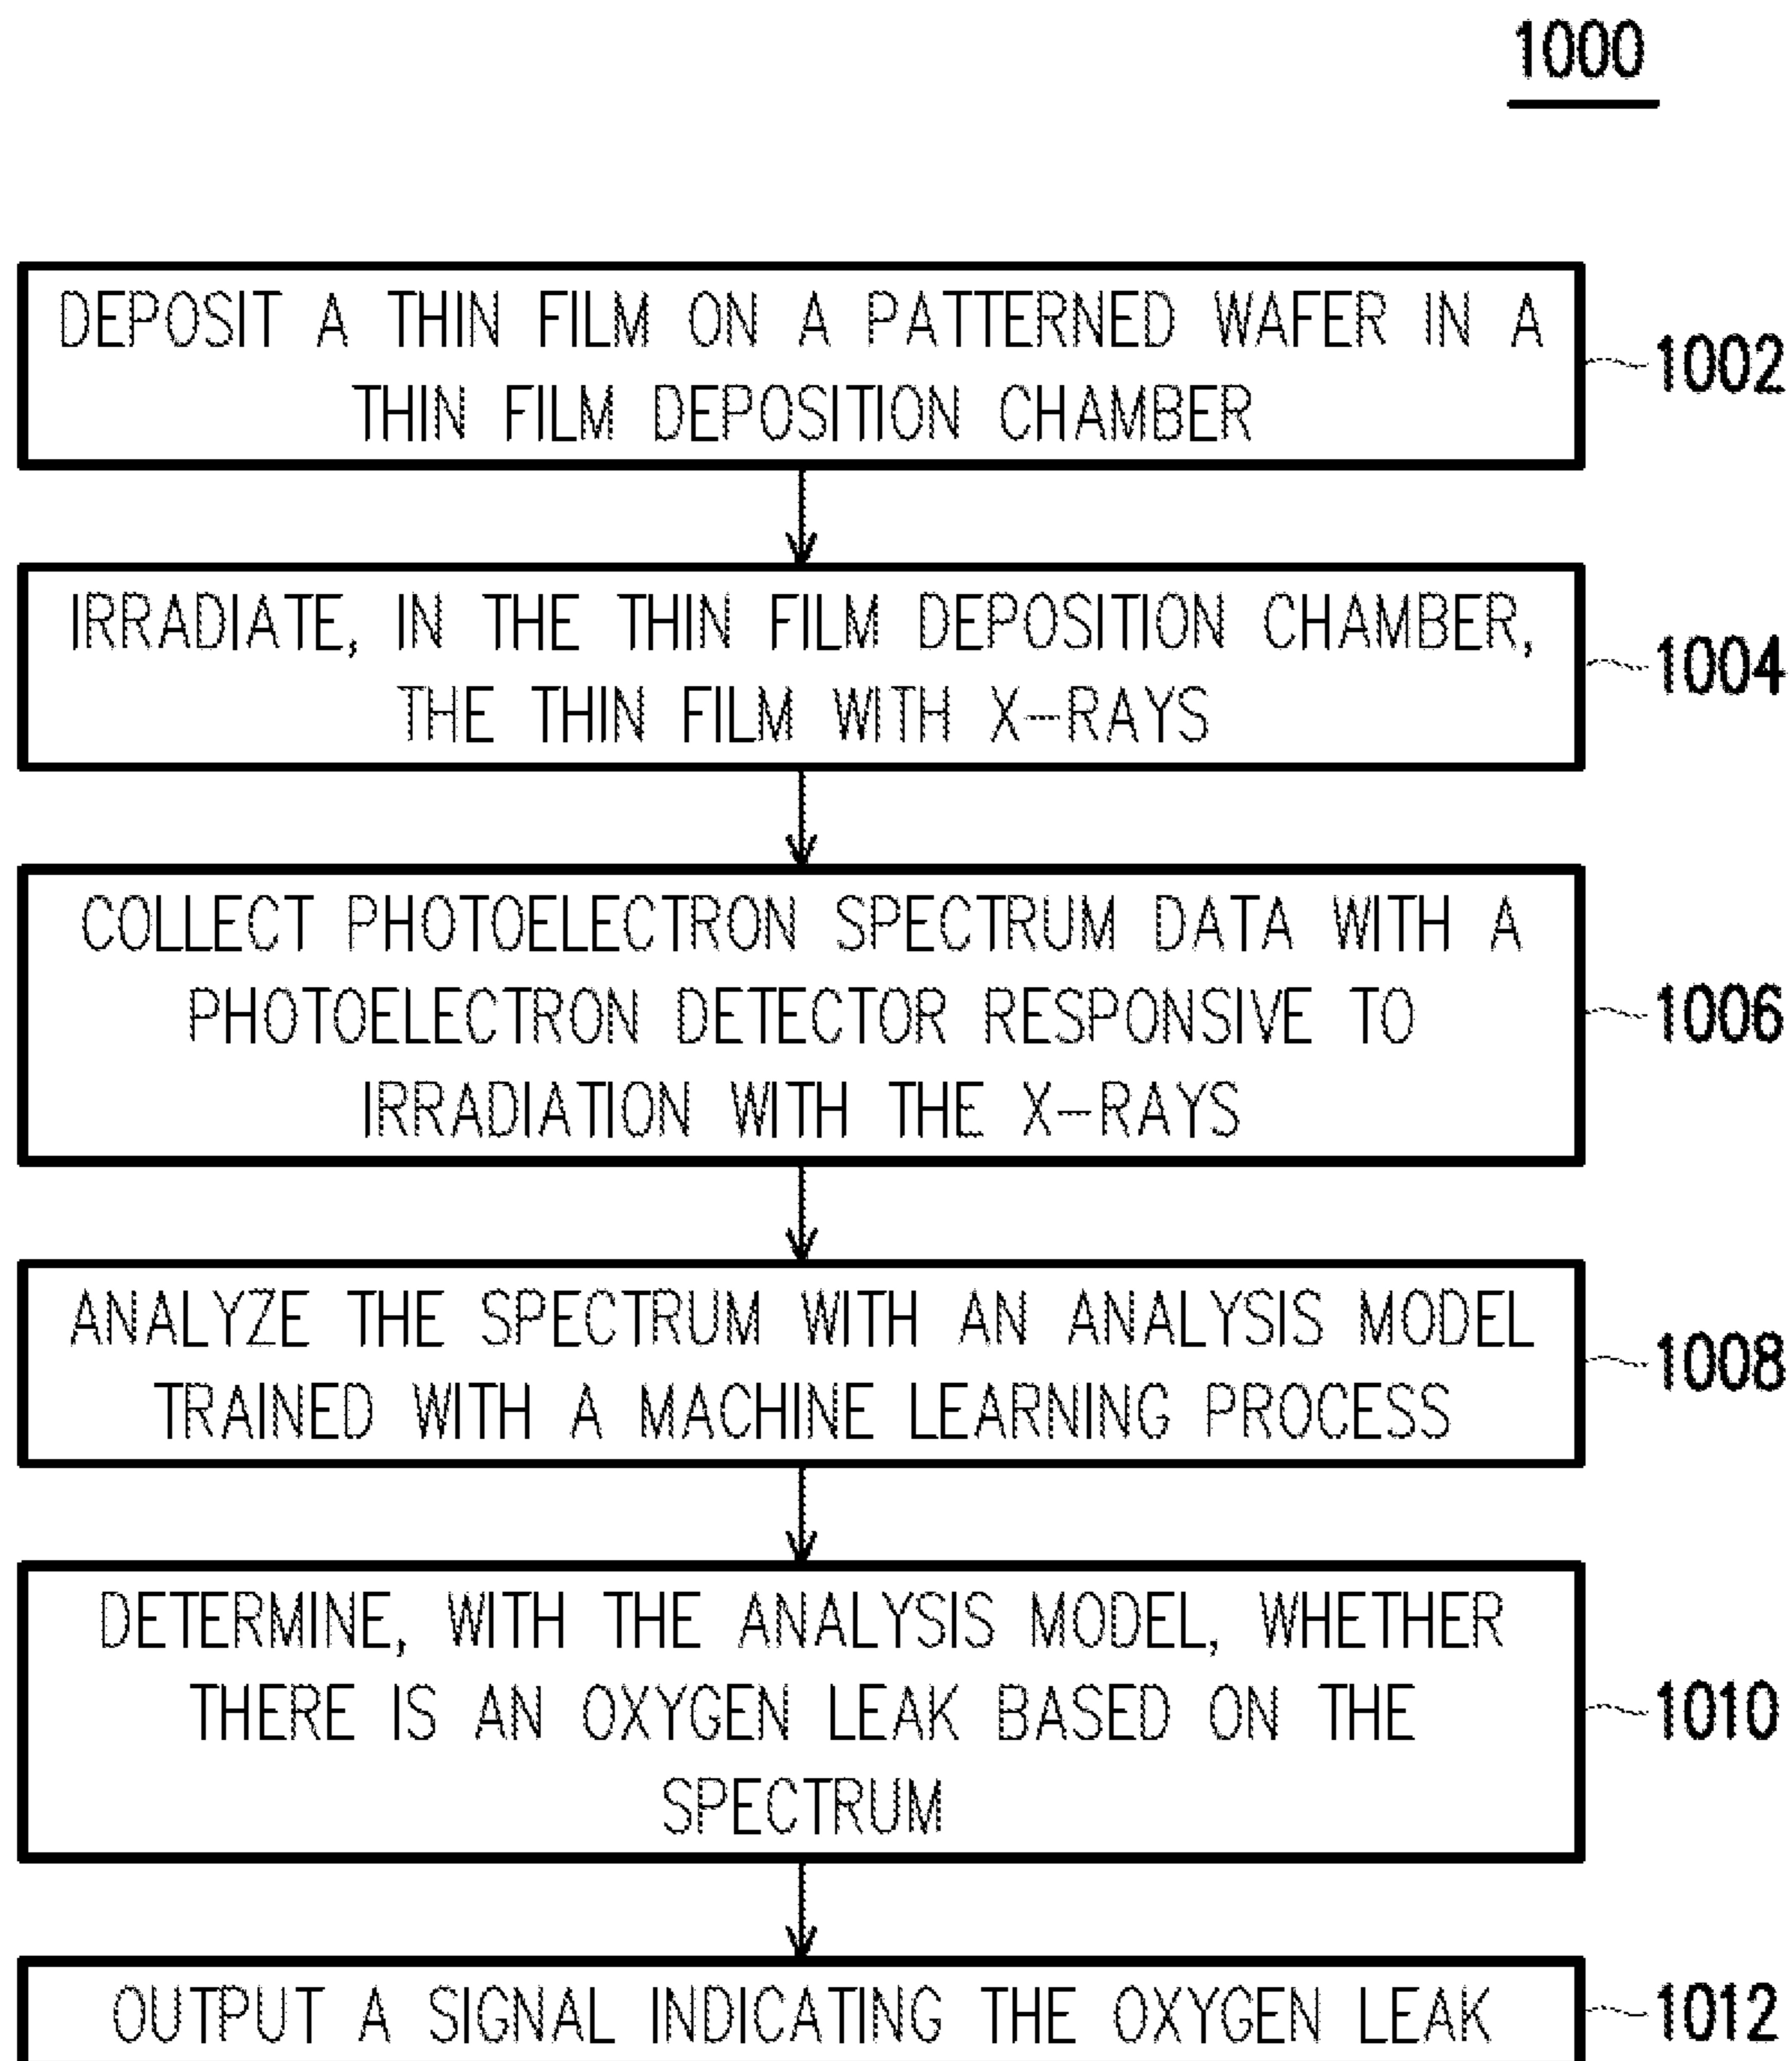 1000
DEPOSIT A THIN FILM ON A PATTERNED WAFER IN A
THIN FILM DEPOSITION CHAMBER
1002
IRRADIATE, IN THE THIN FILM DEPOSITION CHAMBER,
THE THIN FILM WITH X-RAYS
1004
COLLECT PHOTOELECTRON SPECTRUM DATA WITH A
PHOTOELECTRON DETECTOR RESPONSIVE TO
IRRADIATION WITH THE X-RAYS
1006
ANALYZE THE SPECTRUM WITH AN ANALYSIS MODEL
TRAINED WITH A MACHINE LEARNING PROCESS
1008
DETERMINE, WITH THE ANALYSIS MODEL, WHETHER
THERE IS AN OXYGEN LEAK BASED ON THE
SPECTRUM
1010
OUTPUT A SIGNAL INDICATING THE OXYGEN LEAK
1012